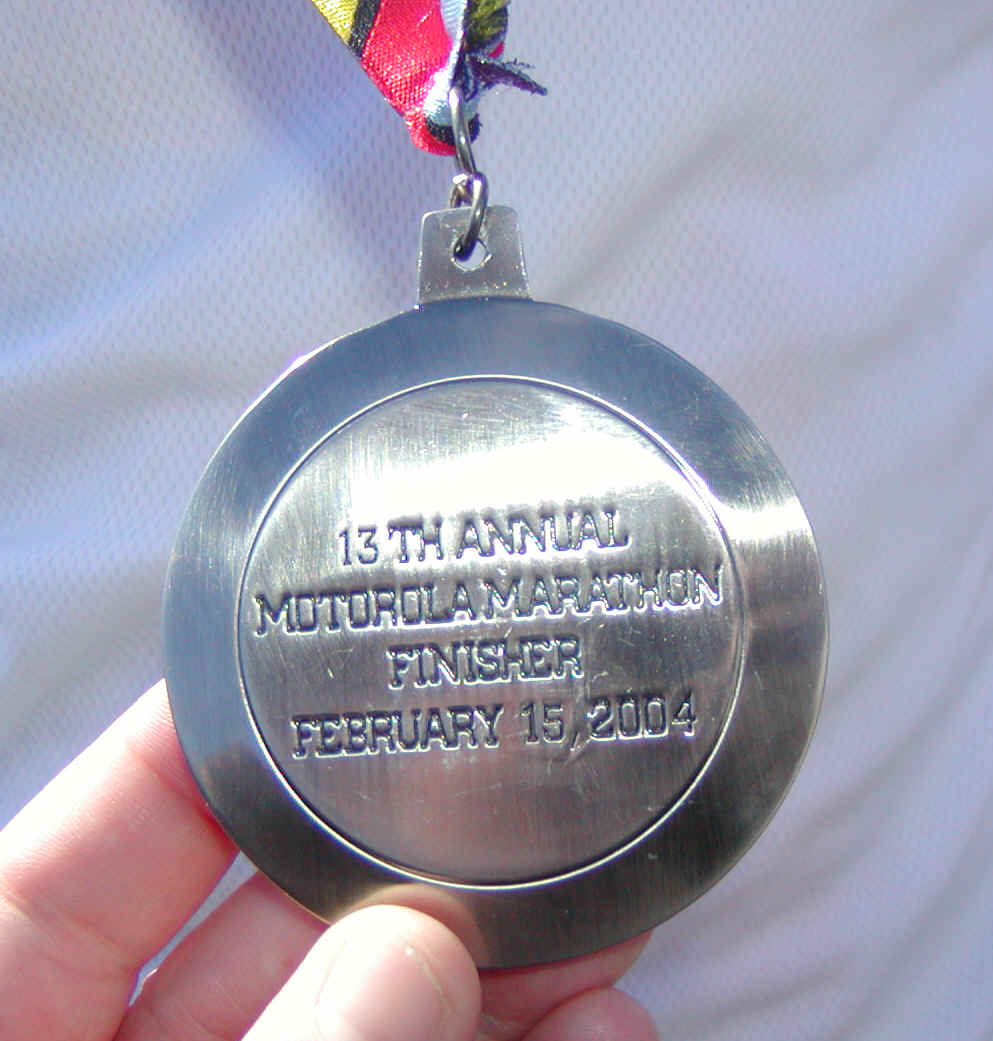 13 TH ANNUAL
MOTOROLA MARATHON
FINISHER
FEBRUARY 15, 2004